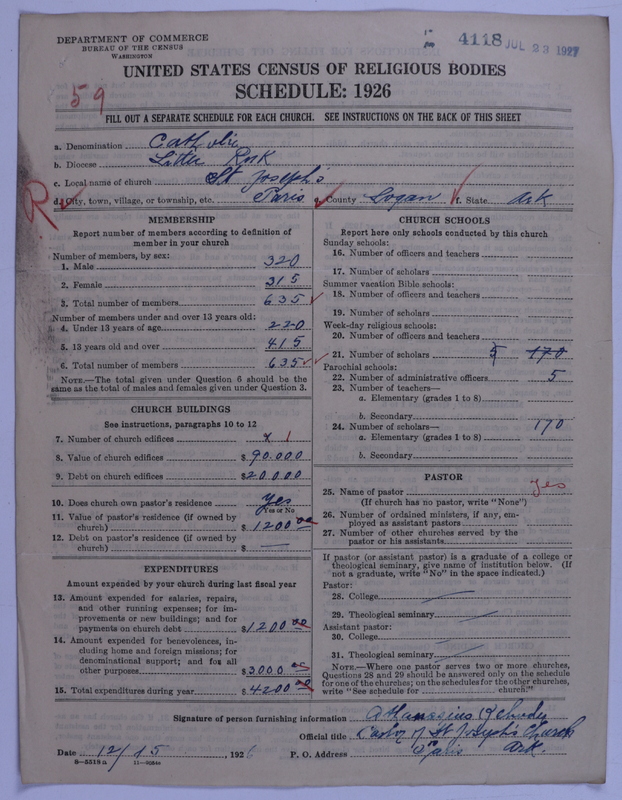 DEPARTMENT OF COMMERCE
BUREAU OF THE CENSUS
WASHINGTON
4118 JUL 23 1927
UNITED STATES CENSUS OF RELIGIOUS BODIES
SCHEDULE: 1926
59
FILL OUT A SEPARATE SCHEDULE FOR EACH CHURCH. SEE INSTRUCTIONS ON THE BACK OF THIS SHEET
a. Denomination Catholic
b. Diocese Little Rock
c. Local name of church St Joseph's
R d. City, town, village, or township, etc. Paris e. County Logan f. State Ark
MEMBERSHIP
Report number of members according to definition of
member in your church
Number of members, by sex:
1. Male 320
2. Female 315
3. Total number of members 635
Number of members under and over 13 years old:
4. Under 13 years of age 220
5. 13 years old and over 415
6. Total number of members 635
NOTE.—The total given under Question 6 should be the
same as the total of males and females given under Question 3.
CHURCH BUILDINGS
See instructions, paragraphs 10 to 12
7. Number of church edifices 1
8. Value of church edifices $ 90.000
9. Debt on church edifices $ 20000
10. Does church own pastor's residence Yes
Yes or No
11. Value of pastor's residence (if owned by
church) $ 1200 00
12. Debt on pastor's residence (if owned by
church) $ —
EXPENDITURES
Amount expended by your church during last fiscal year
13. Amount expended for salaries, repairs,
and other running expenses; for im-
provements or new buildings; and for
payments on church debt $ 1200 00
14. Amount expended for benevolences, in-
cluding home and foreign missions; for
denominational support; and for all
other purposes $ 3000 00
15. Total expenditures during year $ 4200 00
CHURCH SCHOOLS
Report here only schools conducted by this church
Sunday schools:
16. Number of officers and teachers
17. Number of scholars
Summer vacation Bible schools:
18. Number of officers and teachers
19. Number of scholars
Week-day religious schools:
20. Number of officers and teachers
21. Number of scholars 5 170
Parochial schools:
22. Number of administrative officers 5
23. Number of teachers—
a. Elementary (grades 1 to 8)
b. Secondary
24. Number of scholars— 170
a. Elementary (grades 1 to 8)
b. Secondary
PASTOR
25. Name of pastor yes
(If church has no pastor, write "None")
26. Number of ordained ministers, if any, em-
ployed as assistant pastors
27. Number of other churches served by the
pastor or his assistants
If pastor (or assistant pastor) is a graduate of a college or
theological seminary, give name of institution below. (If
not a graduate, write "No" in the space indicated.)
Pastor:
28. College
29. Theological seminary
Assistant pastor:
30. College
31. Theological seminary
NOTE.—Where one pastor serves two or more churches,
Questions 28 and 29 should be answered only on the schedule
for one of the churches; on the schedules for the other churches,
write "See schedule for church."
Signature of person furnishing information Athanasius
Official title Pastor of St Joseph's Church
Date 12/15, 1926 P. O. Address Paris Ark.
8—5518 a